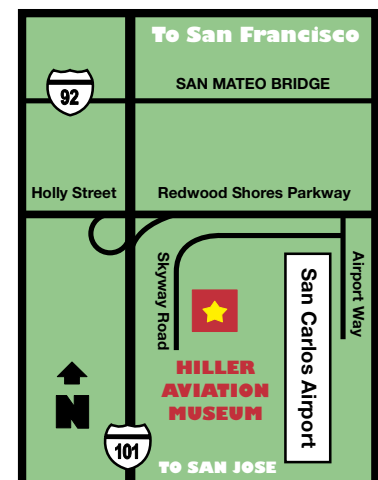 To San Francisco
SAN MATEO BRIDGE
92
Holly Street
Redwood Shores Parkway
Skyway Road
San Carlos Airport
Airport Way
HILLER
AVIATION
MUSEUM
N
101
TO SAN JOSE